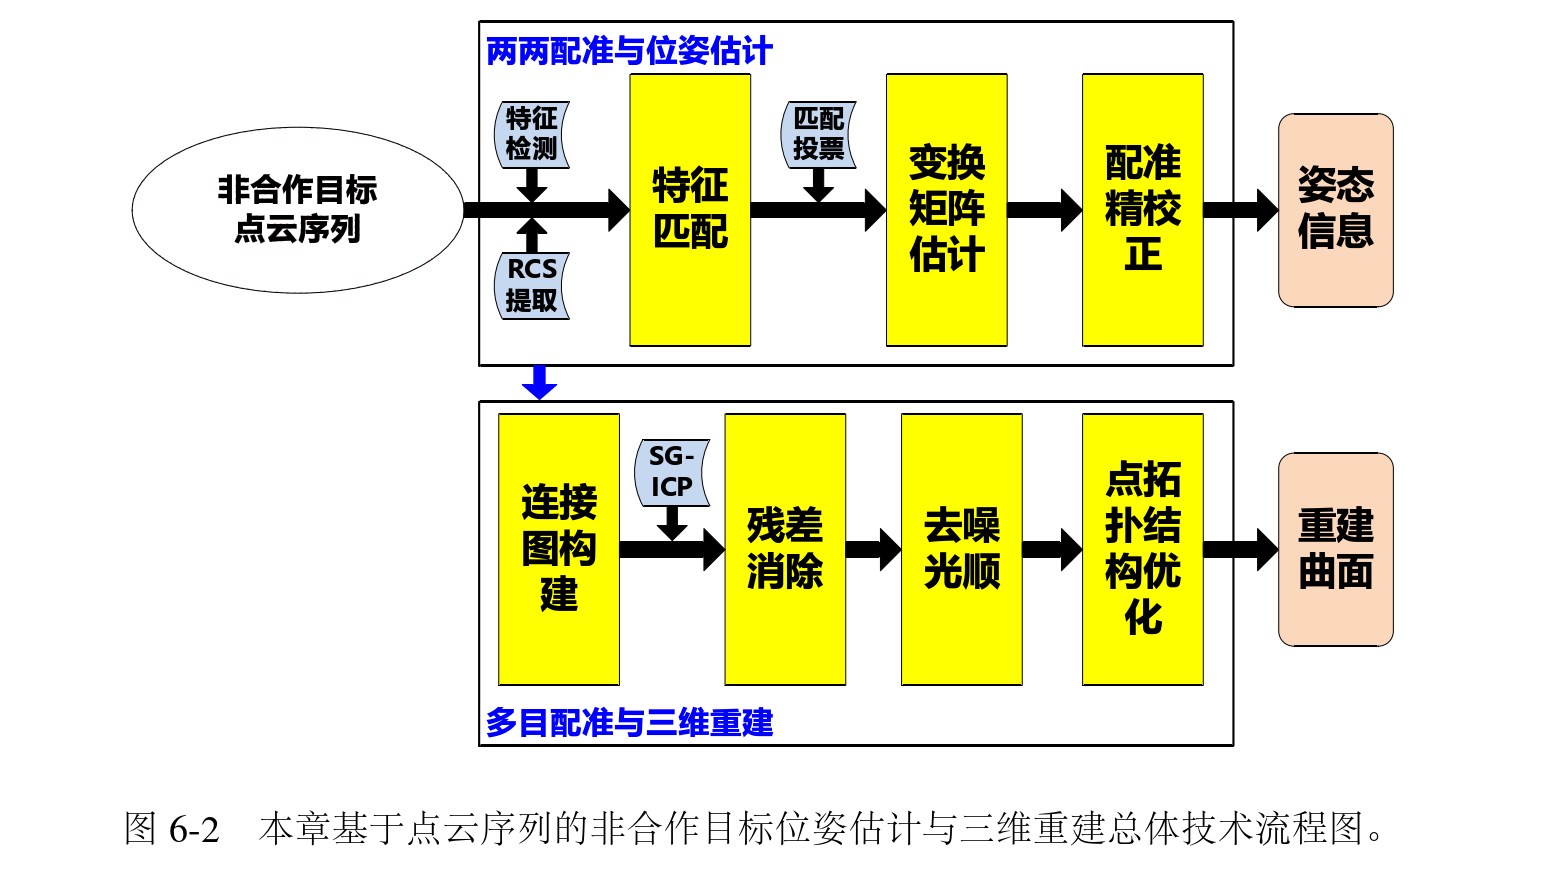 两两配准与位姿估计
非合作目标
点云序列
特征
检测
RCS
提取
特征
匹配
匹配
投票
变换
矩阵
估计
配准
精校
正
姿态
信息
连接
图构
建
SG-
ICP
残差
消除
去噪
光顺
点拓
扑结
构优
化
重建
曲面
多目配准与三维重建
图 6-2 本章基于点云序列的非合作目标位姿估计与三维重建总体技术流程图。